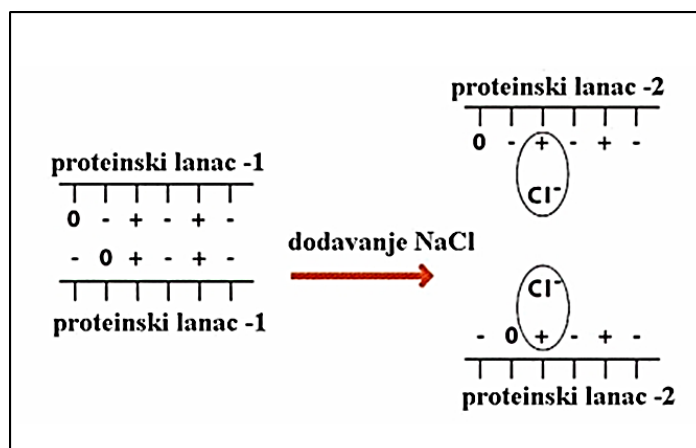 proteinski lanac -1
0 - + - + -
- 0 + - + -
proteinski lanac -1
dodavanje NaCl
proteinski lanac -2
0 - + - + -
Cl⁻
Cl⁻
- 0 + - + -
proteinski lanac -2